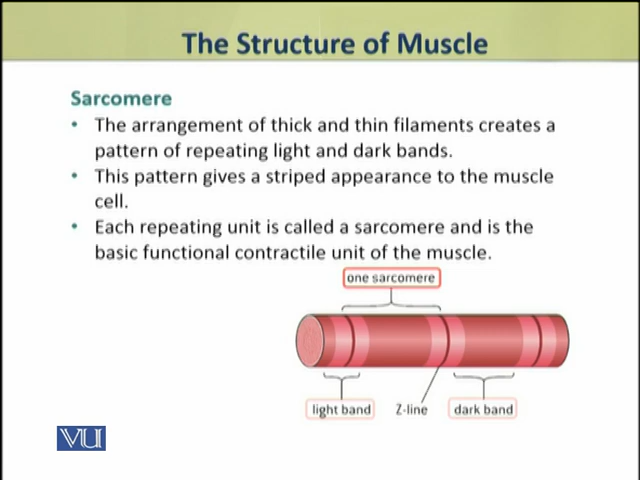 The Structure of Muscle
Sarcomere
• The arrangement of thick and thin filaments creates a
pattern of repeating light and dark bands.
• This pattern gives a striped appearance to the muscle
cell.
• Each repeating unit is called a sarcomere and is the
basic functional contractile unit of the muscle.
one sarcomere
light band
Z-line
dark band
VU